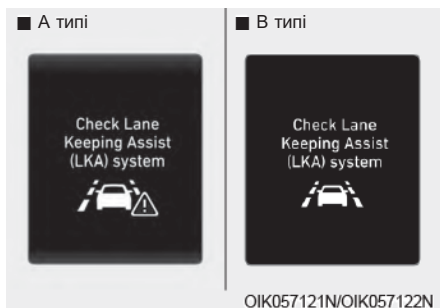 ■ А типі
■ В типі
Check Lane
Keeping Assist
(LKA) system
Check Lane
Keeping Assist
(LKA) system
OIK057121N/OIK057122N